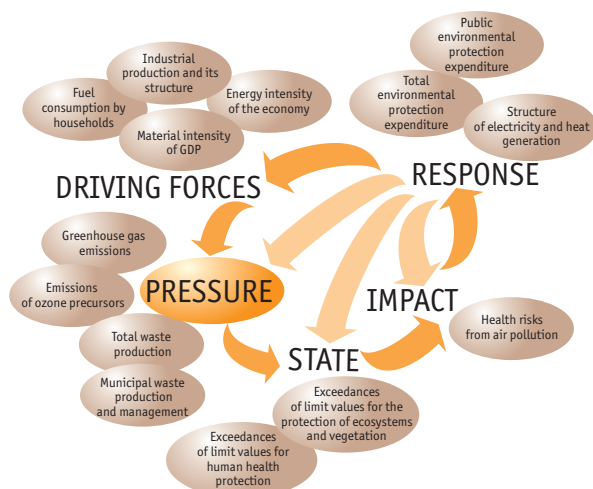 Public
environmental
protection
expenditure
Industrial
production and its
structure
Total
environmental
protection
expenditure
Fuel
consumption by
households
Energy intensity
of the economy
Structure
of electricity and heat
generation
Material intensity
of GDP
DRIVING FORCES
RESPONSE
Greenhouse gas
emissions
Emissions
of ozone precursors
PRESSURE
IMPACT
Total waste
production
Health risks
from air pollution
STATE
Municipal waste
production
and management
Exceedances
of limit values for the
protection of ecosystems
and vegetation
Exceedances
of limit values for
human health
protection